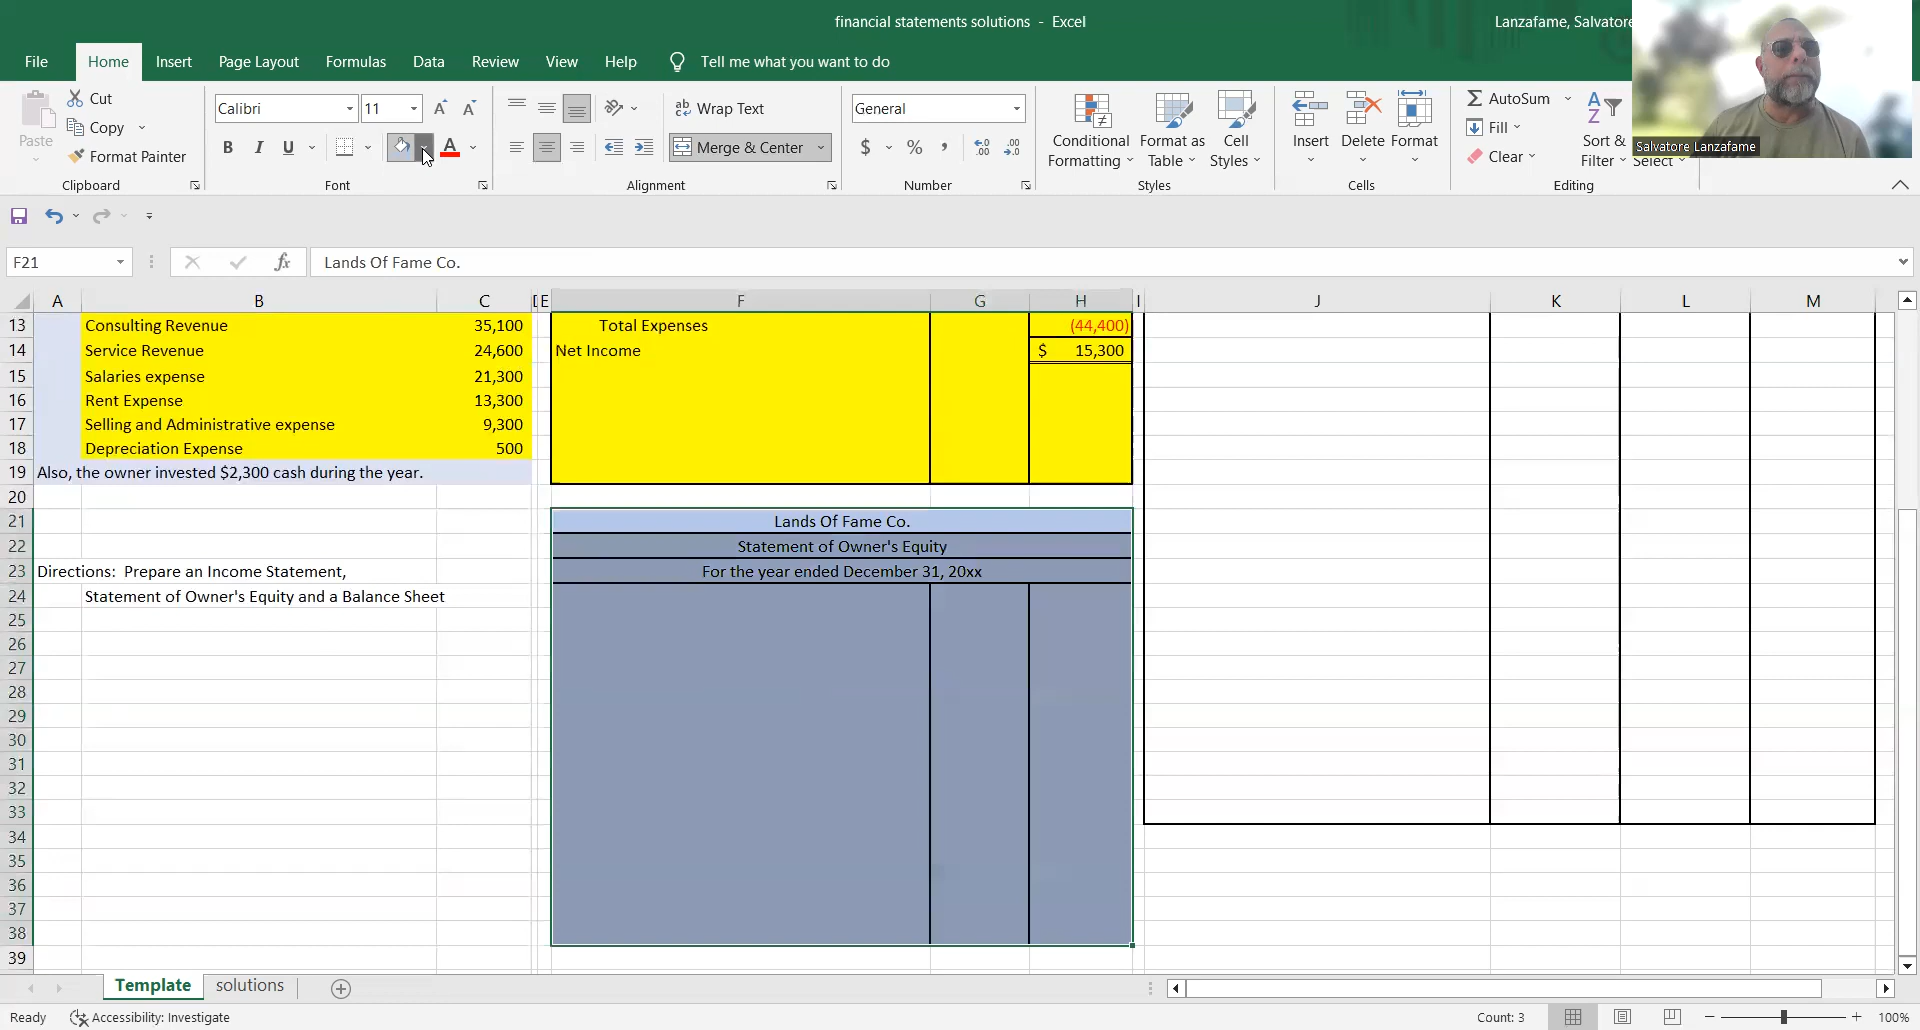 financial statements solutions - Excel
Lanzafame, Salvatore
File Home Insert Page Layout Formulas Data Review View Help Tell me what you want to do
Paste
Cut
Copy
Format Painter
Clipboard
Calibri 11
B I U A
Font
Wrap Text
Merge & Center
Alignment
General
$ % ,
Number
Conditional Formatting
Format as Table
Cell Styles
Styles
Insert Delete Format
Cells
AutoSum
Fill
Clear
Sort & Filter
Select
Editing
Salvatore Lanzafame
F21 fx Lands Of Fame Co.
A B C D E F G H I J K L M
13 Consulting Revenue 35,100 Total Expenses (44,400)
14 Service Revenue 24,600 Net Income $ 15,300
15 Salaries expense 21,300
16 Rent Expense 13,300
17 Selling and Administrative expense 9,300
18 Depreciation Expense 500
19 Also, the owner invested $2,300 cash during the year.
20
21 Lands Of Fame Co.
22 Statement of Owner's Equity
23 Directions: Prepare an Income Statement, For the year ended December 31, 20xx
24 Statement of Owner's Equity and a Balance Sheet
25
26
27
28
29
30
31
32
33
34
35
36
37
38
39
Template solutions
Ready Accessibility: Investigate Count: 3 100%